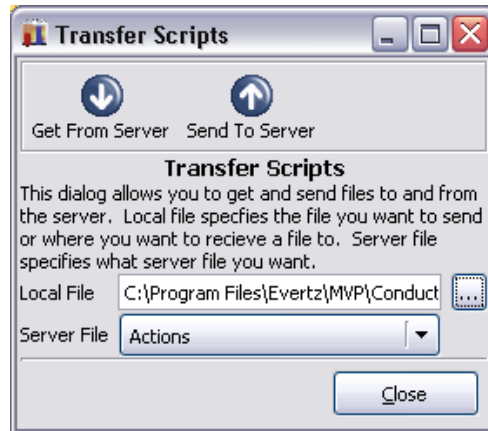 Transfer Scripts
Get From Server Send To Server
Transfer Scripts
This dialog allows you to get and send files to and from
the server. Local file specfies the file you want to send
or where you want to recieve a file to. Server file
specifies what server file you want.
Local File C:\Program Files\Evertz\MVP\Conduct ...
Server File Actions
Close